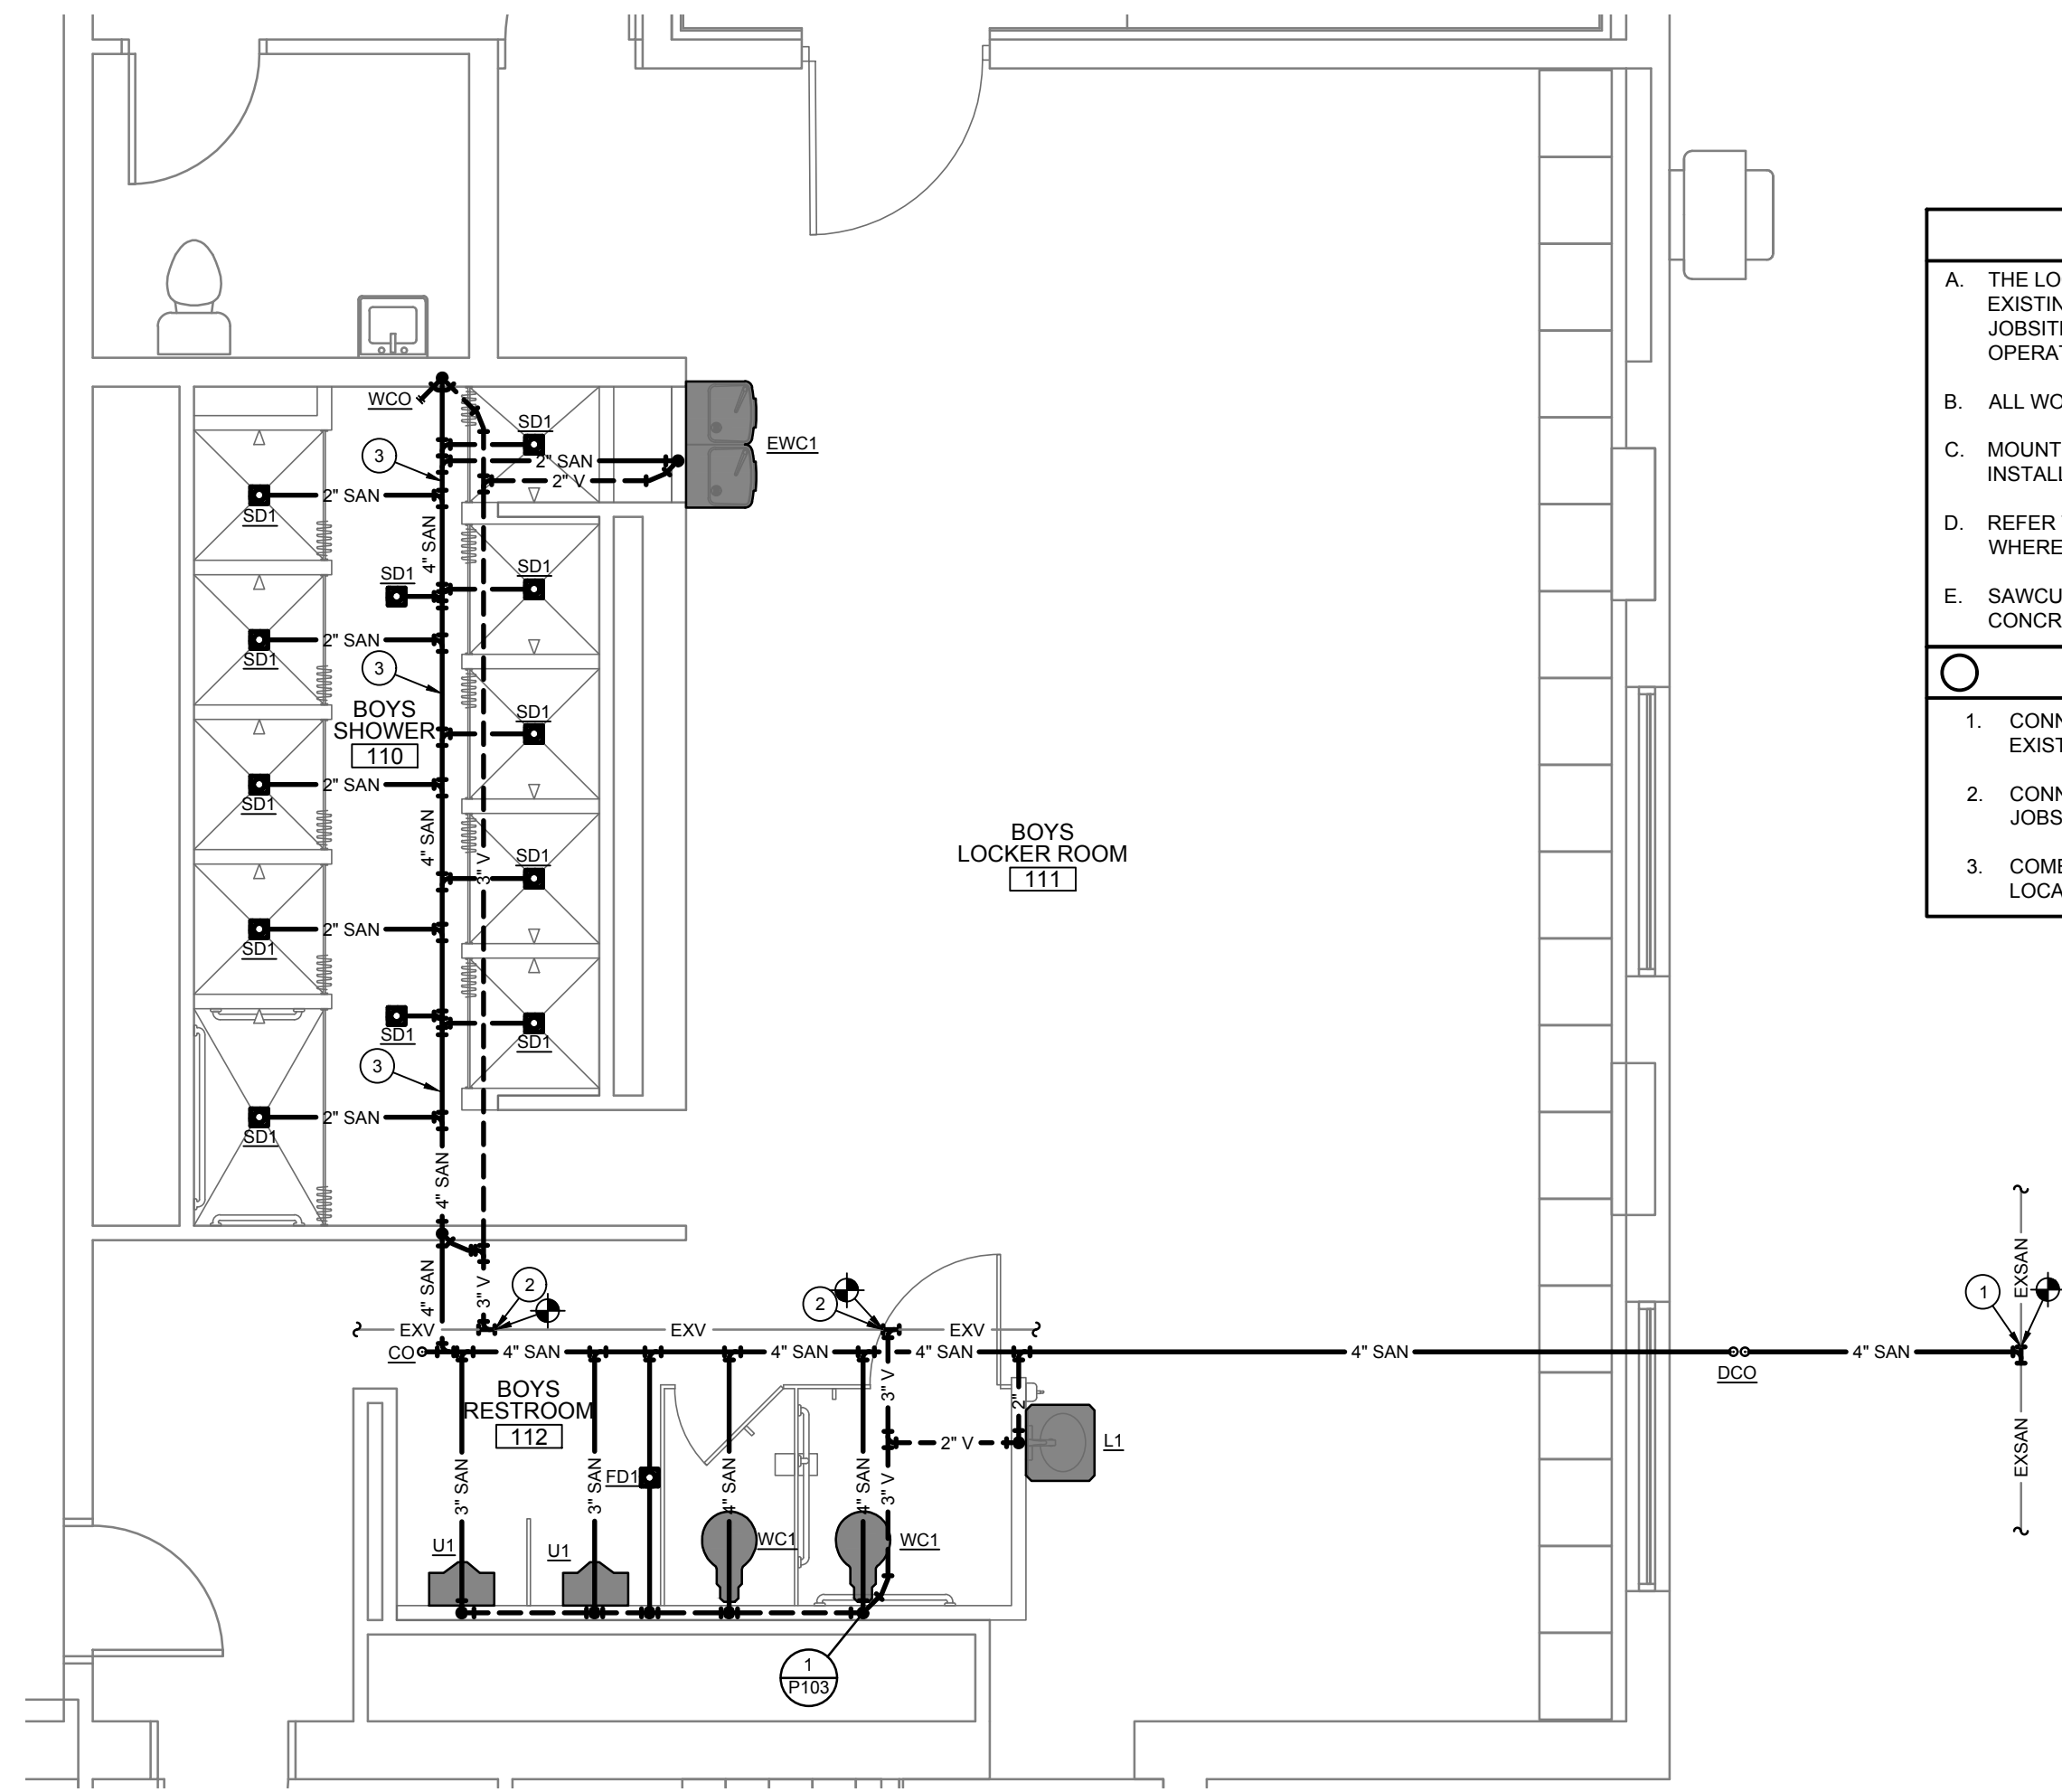 WCO
SD1
EWC1
3
2" SAN
2" V
2" SAN
SD1
4" SAN
SD1
SD1
2" SAN
SD1
3
BOYS
SHOWER
110
SD1
2" SAN
SD1
4" SAN
3" V
SD1
2" SAN
SD1
SD1
SD1
3
2" SAN
SD1
4" SAN
BOYS
LOCKER ROOM
111
4" SAN
3" V
2
2
EXV
EXV
EXV
CO
4" SAN
4" SAN
4" SAN
4" SAN
DCO
4" SAN
1
EXSAN
EXSAN
BOYS
RESTROOM
112
3" V
2"
2" V
L1
3" SAN
3" SAN
FD1
4" SAN
4" SAN
3" V
U1
U1
WC1
WC1
1
P103
A. THE LO
EXISTIN
JOBSIT
OPERAT
B. ALL WO
C. MOUNT
INSTALL
D. REFER
WHERE
E. SAWCU
CONCR
1. CONN
EXIST
2. CONN
JOBS
3. COMB
LOCA